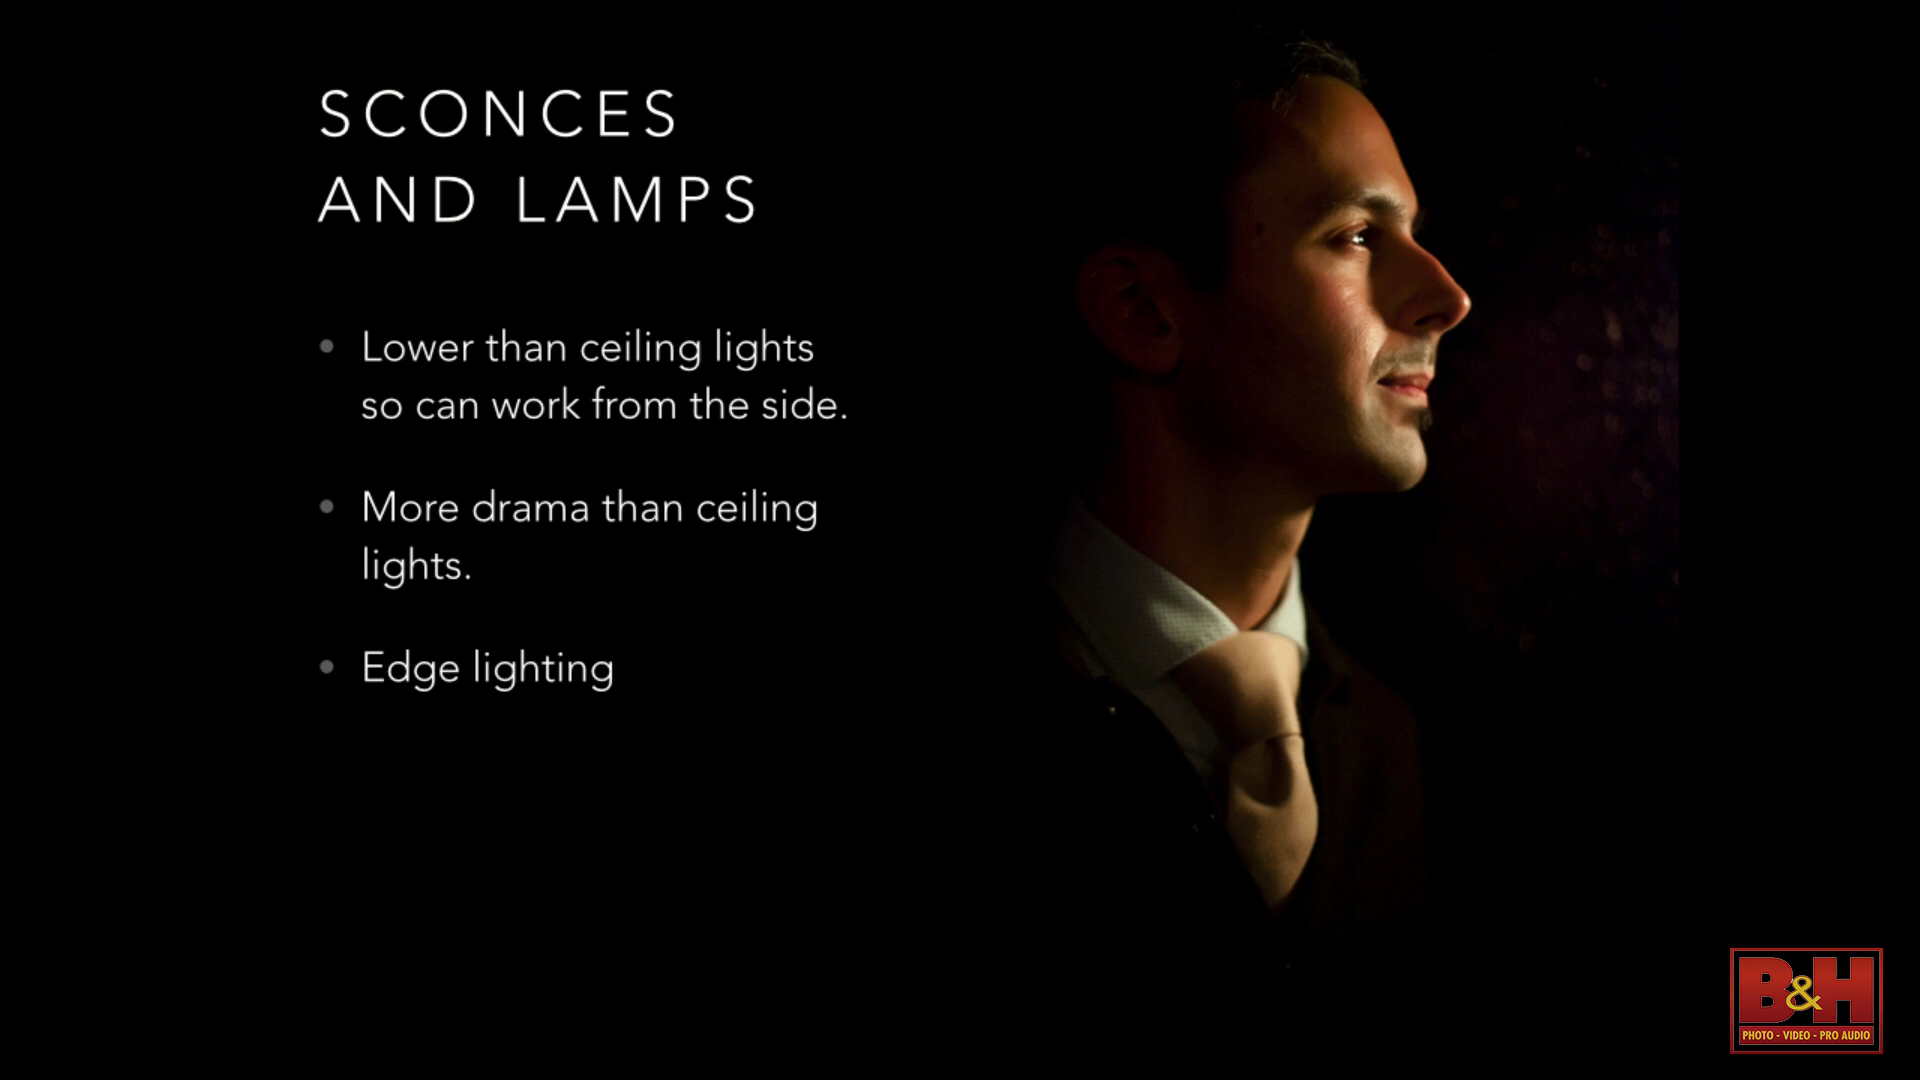 SCONCES
AND LAMPS
• Lower than ceiling lights
so can work from the side.
• More drama than ceiling
lights.
• Edge lighting
B&H
PHOTO - VIDEO - PRO AUDIO